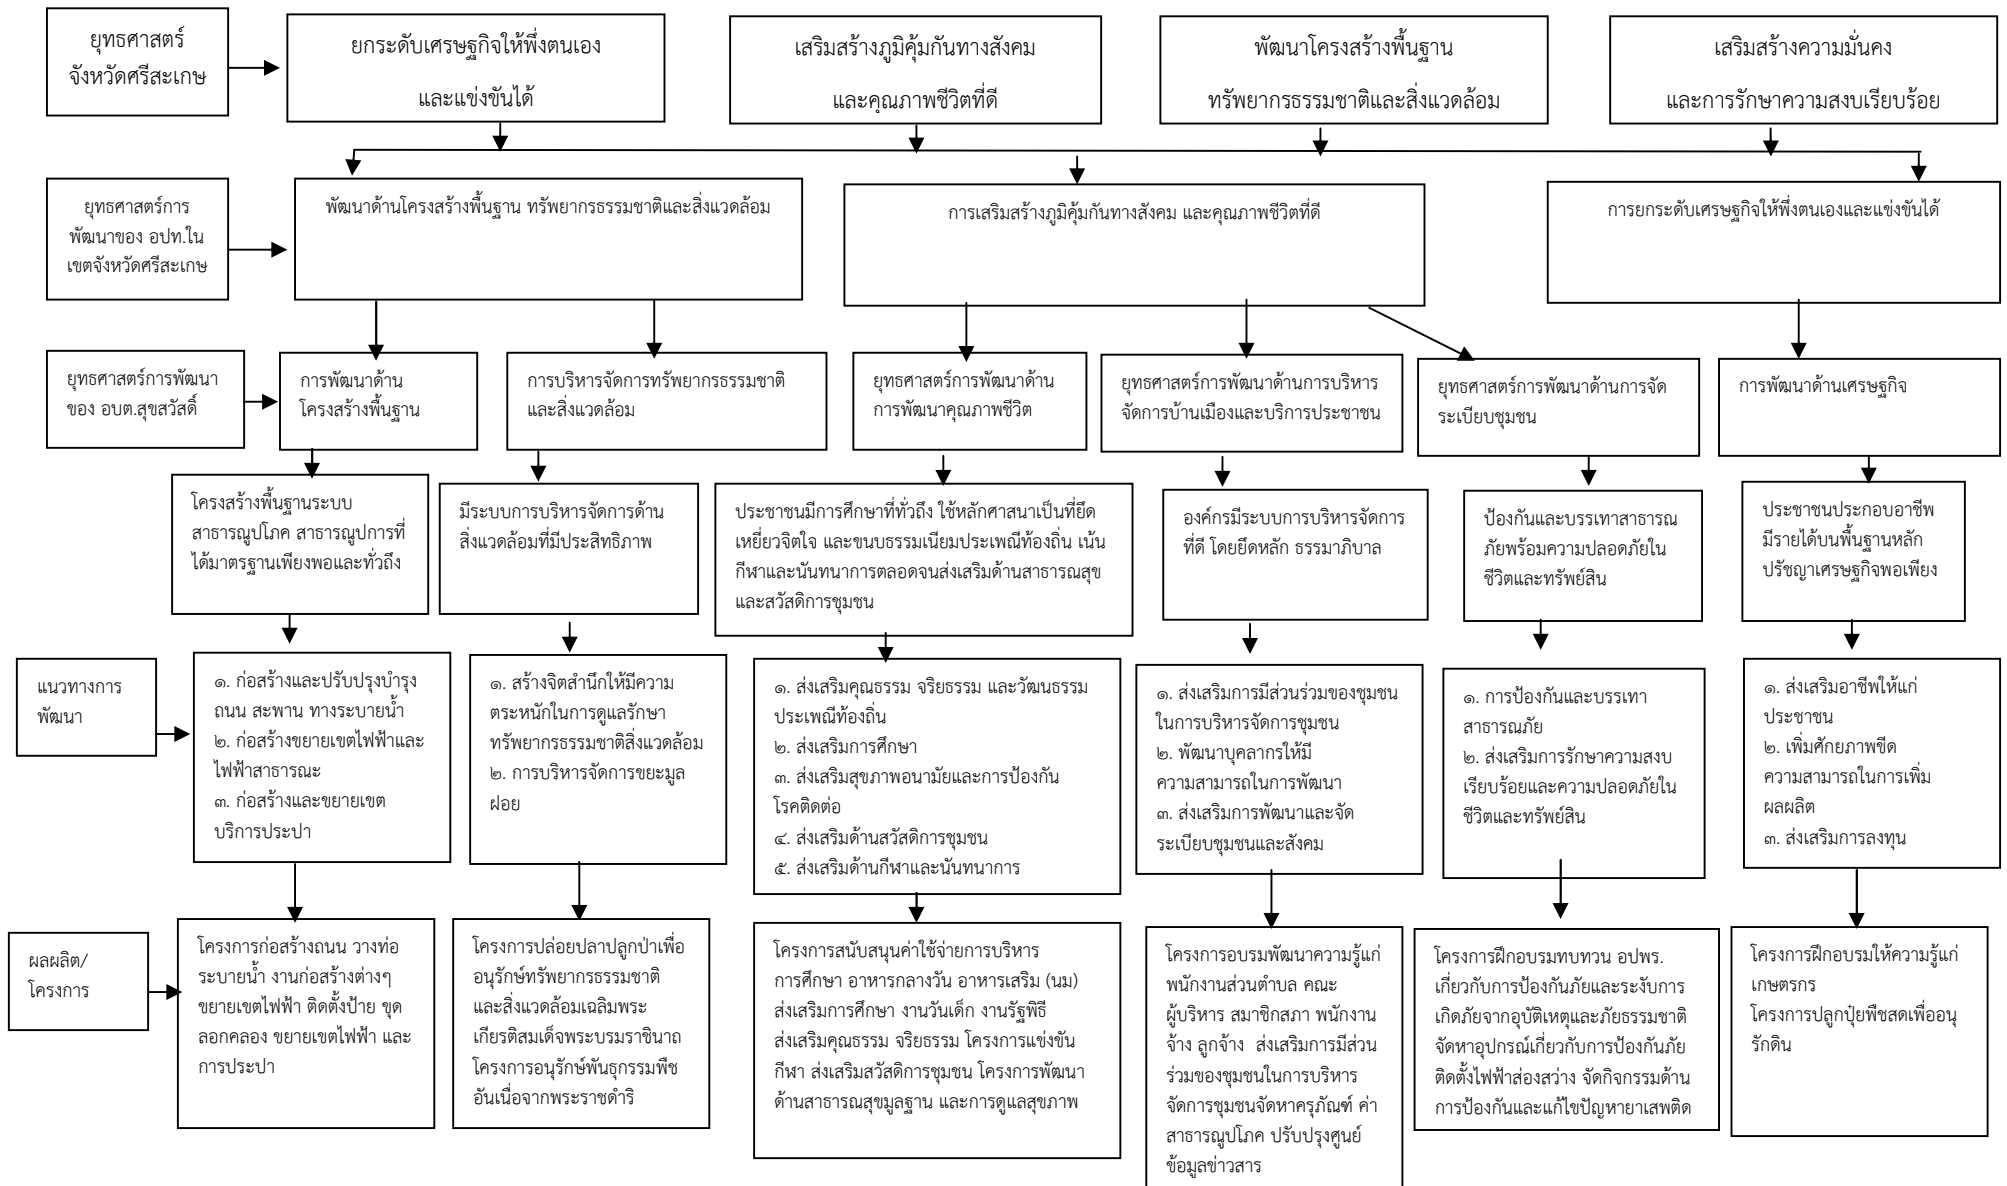 ยุทธศาสตร์
จังหวัดศรีสะเกษ
ยกระดับเศรษฐกิจให้พึ่งตนเอง
และแข่งขันได้
เสริมสร้างภูมิคุ้มกันทางสังคม
และคุณภาพชีวิตที่ดี
พัฒนาโครงสร้างพื้นฐาน
ทรัพยากรธรรมชาติและสิ่งแวดล้อม
เสริมสร้างความมั่นคง
และการรักษาความสงบเรียบร้อย
ยุทธศาสตร์การ
พัฒนาของ อปท.ใน
เขตจังหวัดศรีสะเกษ
พัฒนาด้านโครงสร้างพื้นฐาน ทรัพยากรธรรมชาติและสิ่งแวดล้อม
การเสริมสร้างภูมิคุ้มกันทางสังคม และคุณภาพชีวิตที่ดี
การยกระดับเศรษฐกิจให้พึ่งตนเองและแข่งขันได้
ยุทธศาสตร์การพัฒนา
ของ อบต.สุขสวัสดิ์
การพัฒนาด้าน
โครงสร้างพื้นฐาน
การบริหารจัดการทรัพยากรธรรมชาติ
และสิ่งแวดล้อม
ยุทธศาสตร์การพัฒนาด้าน
การพัฒนาคุณภาพชีวิต
ยุทธศาสตร์การพัฒนาด้านการบริหาร
จัดการบ้านเมืองและบริการประชาชน
ยุทธศาสตร์การพัฒนาด้านการจัด
ระเบียบชุมชน
การพัฒนาด้านเศรษฐกิจ
โครงสร้างพื้นฐานระบบ
สาธารณูปโภค สาธารณูปการที่
ได้มาตรฐานเพียงพอและทั่วถึง
มีระบบการบริหารจัดการด้าน
สิ่งแวดล้อมที่มีประสิทธิภาพ
ประชาชนมีการศึกษาที่ทั่วถึง ใช้หลักศาสนาเป็นที่ยึด
เหยี่ยวจิตใจ และขนบธรรมเนียมประเพณีท้องถิ่น เน้น
กีฬาและนันทนาการตลอดจนส่งเสริมด้านสาธารณสุข
และสวัสดิการชุมชน
องค์กรมีระบบการบริหารจัดการ
ที่ดี โดยยึดหลัก ธรรมาภิบาล
ป้องกันและบรรเทาสาธารณ
ภัยพร้อมความปลอดภัยใน
ชีวิตและทรัพย์สิน
ประชาชนประกอบอาชีพ
มีรายได้บนพื้นฐานหลัก
ปรัชญาเศรษฐกิจพอเพียง
แนวทางการ
พัฒนา
๑. ก่อสร้างและปรับปรุงบำรุง
ถนน สะพาน ทางระบายน้ำ
๒. ก่อสร้างขยายเขตไฟฟ้าและ
ไฟฟ้าสาธารณะ
๓. ก่อสร้างและขยายเขต
บริการประปา
๑. สร้างจิตสำนึกให้มีความ
ตระหนักในการดูแลรักษา
ทรัพยากรธรรมชาติสิ่งแวดล้อม
๒. การบริหารจัดการขยะมูล
ฝอย
๑. ส่งเสริมคุณธรรม จริยธรรม และวัฒนธรรม
ประเพณีท้องถิ่น
๒. ส่งเสริมการศึกษา
๓. ส่งเสริมสุขภาพอนามัยและการป้องกัน
โรคติดต่อ
๔. ส่งเสริมด้านสวัสดิการชุมชน
๕. ส่งเสริมด้านกีฬาและนันทนาการ
๑. ส่งเสริมการมีส่วนร่วมของชุมชน
ในการบริหารจัดการชุมชน
๒. พัฒนาบุคลากรให้มี
ความสามารถในการพัฒนา
๓. ส่งเสริมการพัฒนาและจัด
ระเบียบชุมชนและสังคม
๑. การป้องกันและบรรเทา
สาธารณภัย
๒. ส่งเสริมการรักษาความสงบ
เรียบร้อยและความปลอดภัยใน
ชีวิตและทรัพย์สิน
๑. ส่งเสริมอาชีพให้แก่
ประชาชน
๒. เพิ่มศักยภาพขีด
ความสามารถในการเพิ่ม
ผลผลิต
๓. ส่งเสริมการลงทุน
ผลผลิต/
โครงการ
โครงการก่อสร้างถนน วางท่อ
ระบายน้ำ งานก่อสร้างต่างๆ
ขยายเขตไฟฟ้า ติดตั้งป้าย ขุด
ลอกคลอง ขยายเขตไฟฟ้า และ
การประปา
โครงการปล่อยปลาปลูกป่าเพื่อ
อนุรักษ์ทรัพยากรธรรมชาติ
และสิ่งแวดล้อมเฉลิมพระ
เกียรติสมเด็จพระบรมราชินาถ
โครงการอนุรักษ์พันธุกรรมพืช
อันเนื่อจากพระราชดำริ
โครงการสนับสนุนค่าใช้จ่ายการบริหาร
การศึกษา อาหารกลางวัน อาหารเสริม (นม)
ส่งเสริมการศึกษา งานวันเด็ก งานรัฐพิธี
ส่งเสริมคุณธรรม จริยธรรม โครงการแข่งขัน
กีฬา ส่งเสริมสวัสดิการชุมชน โครงการพัฒนา
ด้านสาธารณสุขมูลฐาน และการดูแลสุขภาพ
โครงการอบรมพัฒนาความรู้แก่
พนักงานส่วนตำบล คณะ
ผู้บริหาร สมาชิกสภา พนักงาน
จ้าง ลูกจ้าง ส่งเสริมการมีส่วน
ร่วมของชุมชนในการบริหาร
จัดการชุมชนจัดหาครุภัณฑ์ ค่า
สาธารณูปโภค ปรับปรุงศูนย์
ข้อมูลข่าวสาร
โครงการฝึกอบรมทบทวน อปพร.
เกี่ยวกับการป้องกันภัยและระงับการ
เกิดภัยจากอุบัติเหตุและภัยธรรมชาติ
จัดหาอุปกรณ์เกี่ยวกับการป้องกันภัย
ติดตั้งไฟฟ้าส่องสว่าง จัดกิจกรรมด้าน
การป้องกันและแก้ไขปัญหายาเสพติด
โครงการฝึกอบรมให้ความรู้แก่
เกษตรกร
โครงการปลูกปุ๋ยพืชสดเพื่ออนุ
รักดิน